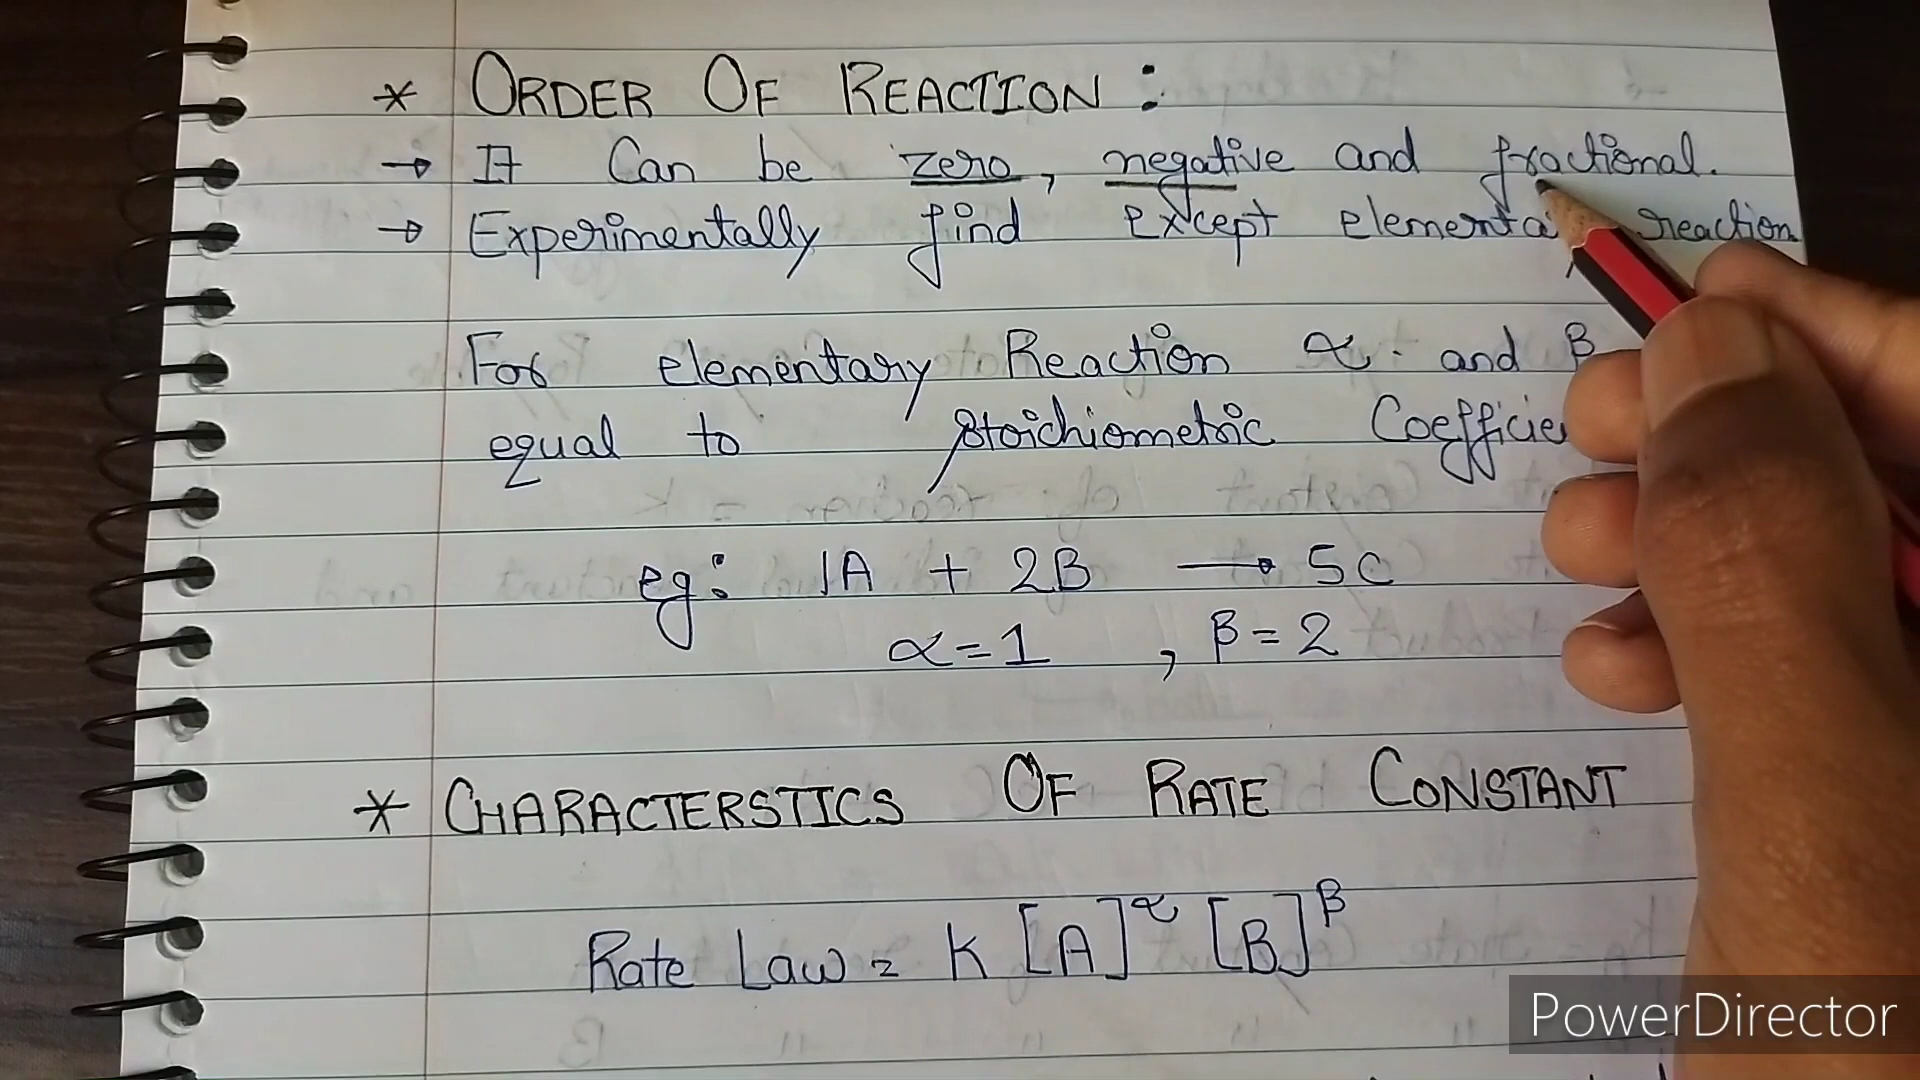 * ORDER OF REACTION :
→ It Can be zero, negative and fractional.
→ Experimentally find except elementa reaction
For elementary Reaction α . and β
equal to stoichiometric Coefficie
eg: 1A + 2B → 5C
α=1 , β=2
* CHARACTERSTICS OF RATE CONSTANT
Rate Law = K [A]^α [B]^β
PowerDirector